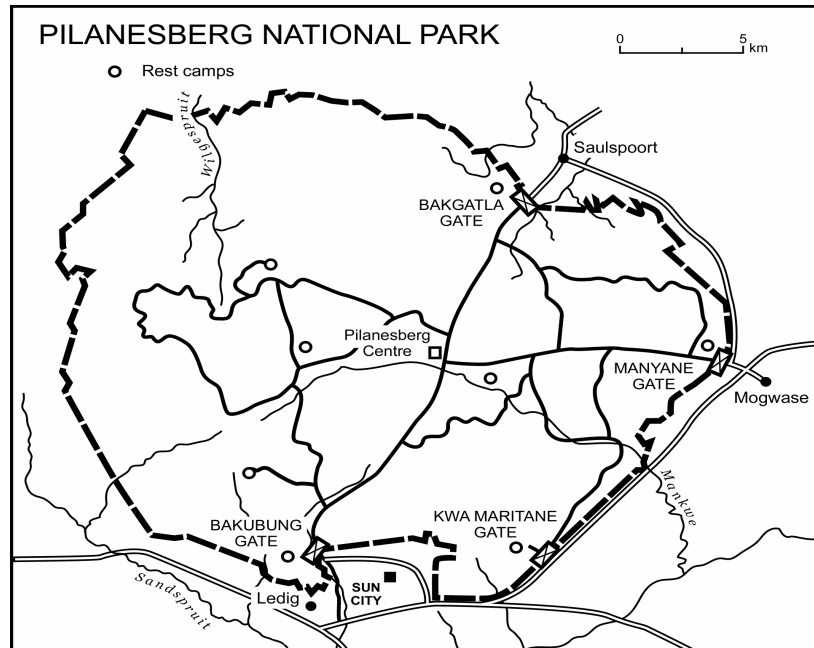 PILANESBERG NATIONAL PARK
0
5
km
Rest camps
Wilgespruit
Saulspoort
BAKGATLA
GATE
Pilanesberg
Centre
MANYANE
GATE
Mogwase
Mankwe
KWA MARITANE
GATE
BAKUBUNG
GATE
SUN
CITY
Ledig
Sandspruit